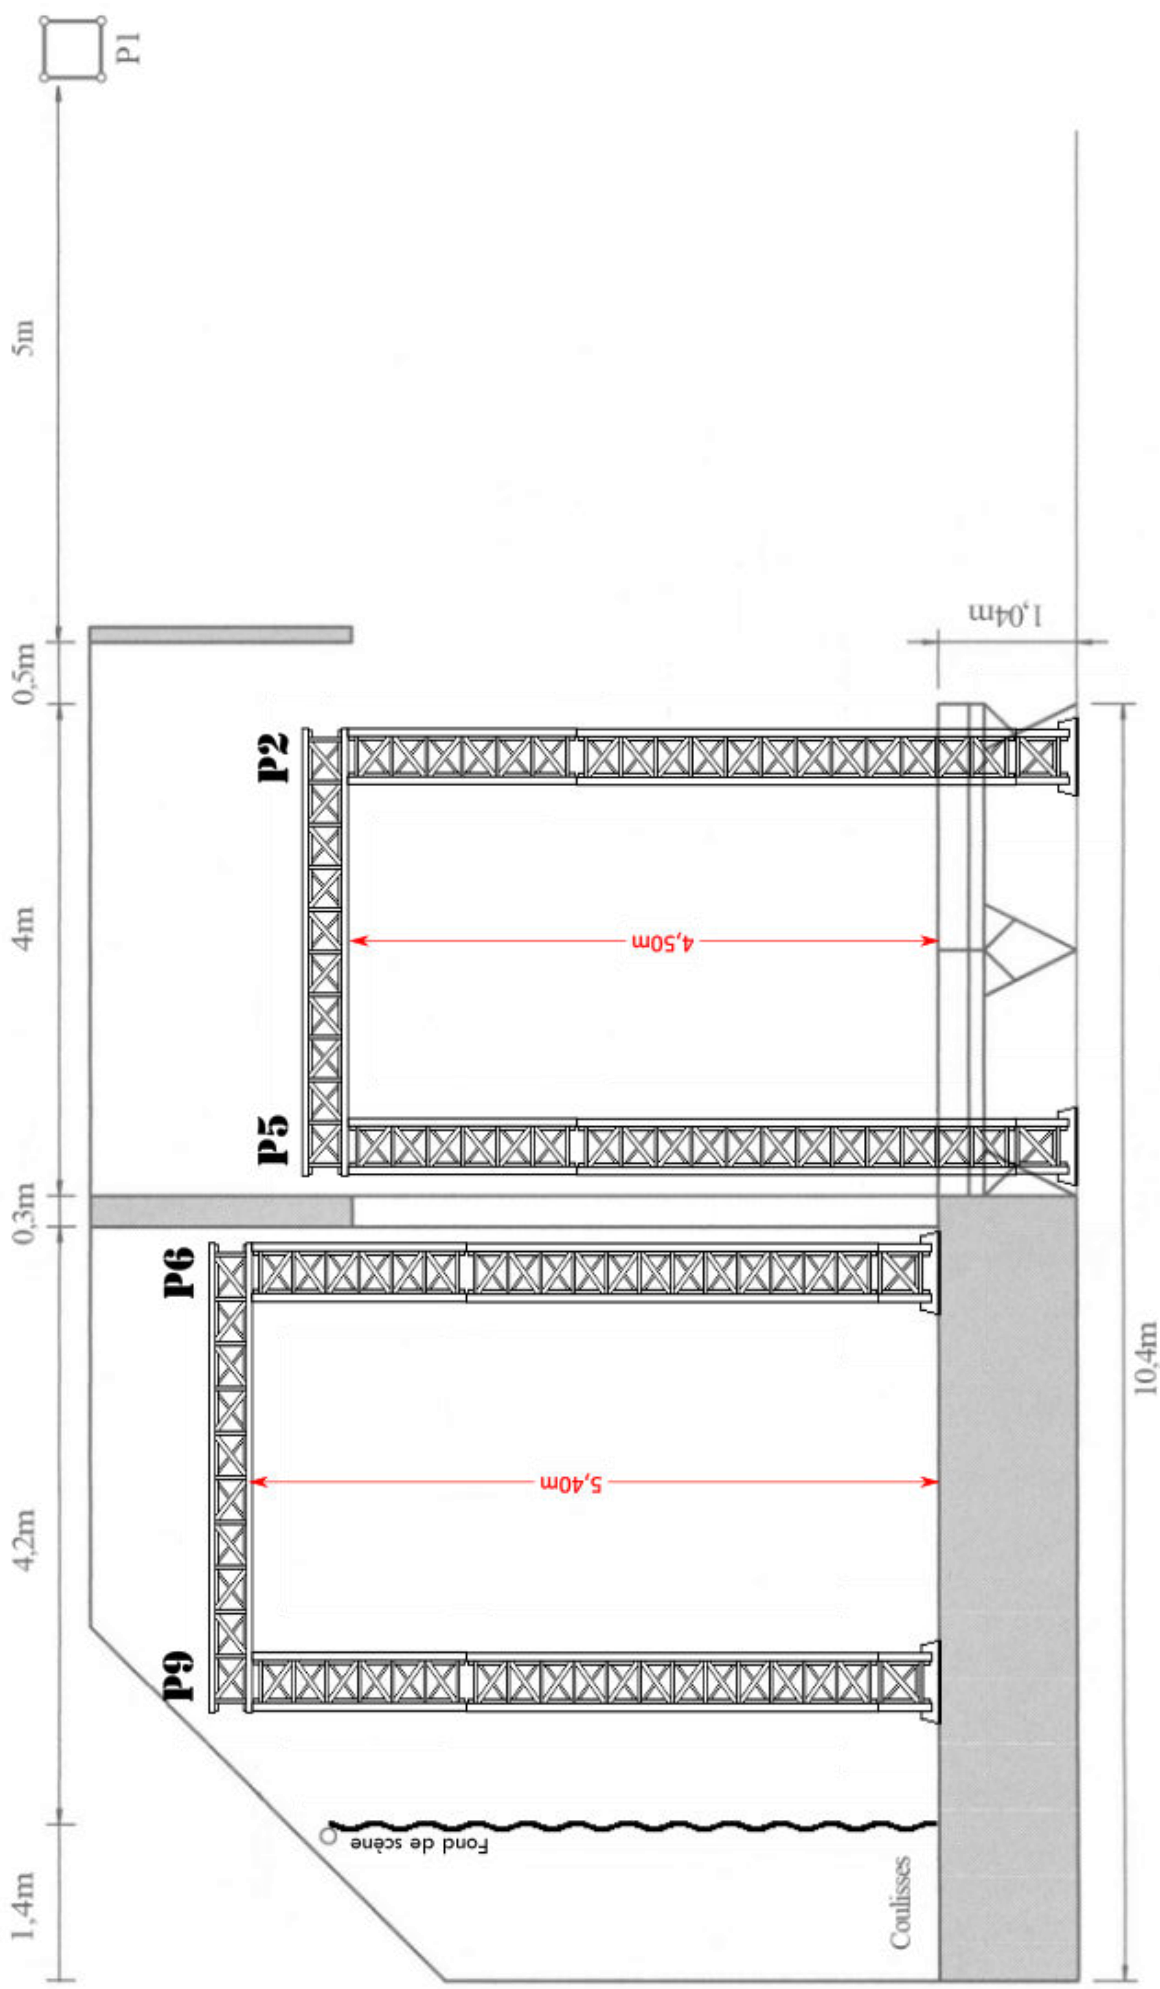 P1
5m
0,5m
4m
0,3m
4,2m
1,4m
1,04m
P2
4,50m
P5
P6
5,40m
P9
Fond de scène
Coulisses
10,4m